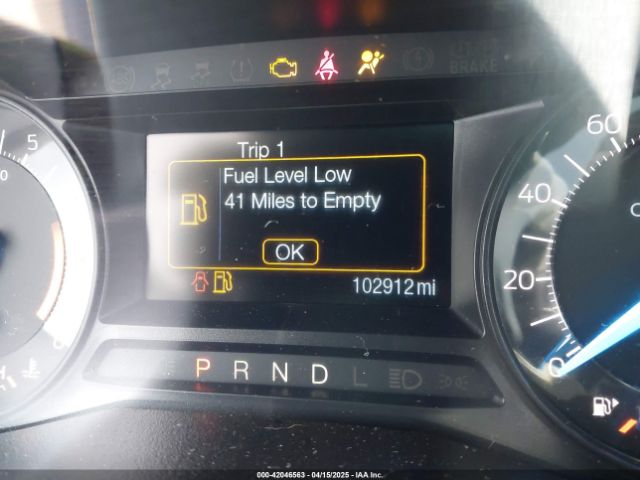 BRAKE
Trip 1
Fuel Level Low
41 Miles to Empty
OK
102912 mi
P R N D L
5
6
60
40
20
0
000-42046563 - 04/15/2025 - IAA Inc.